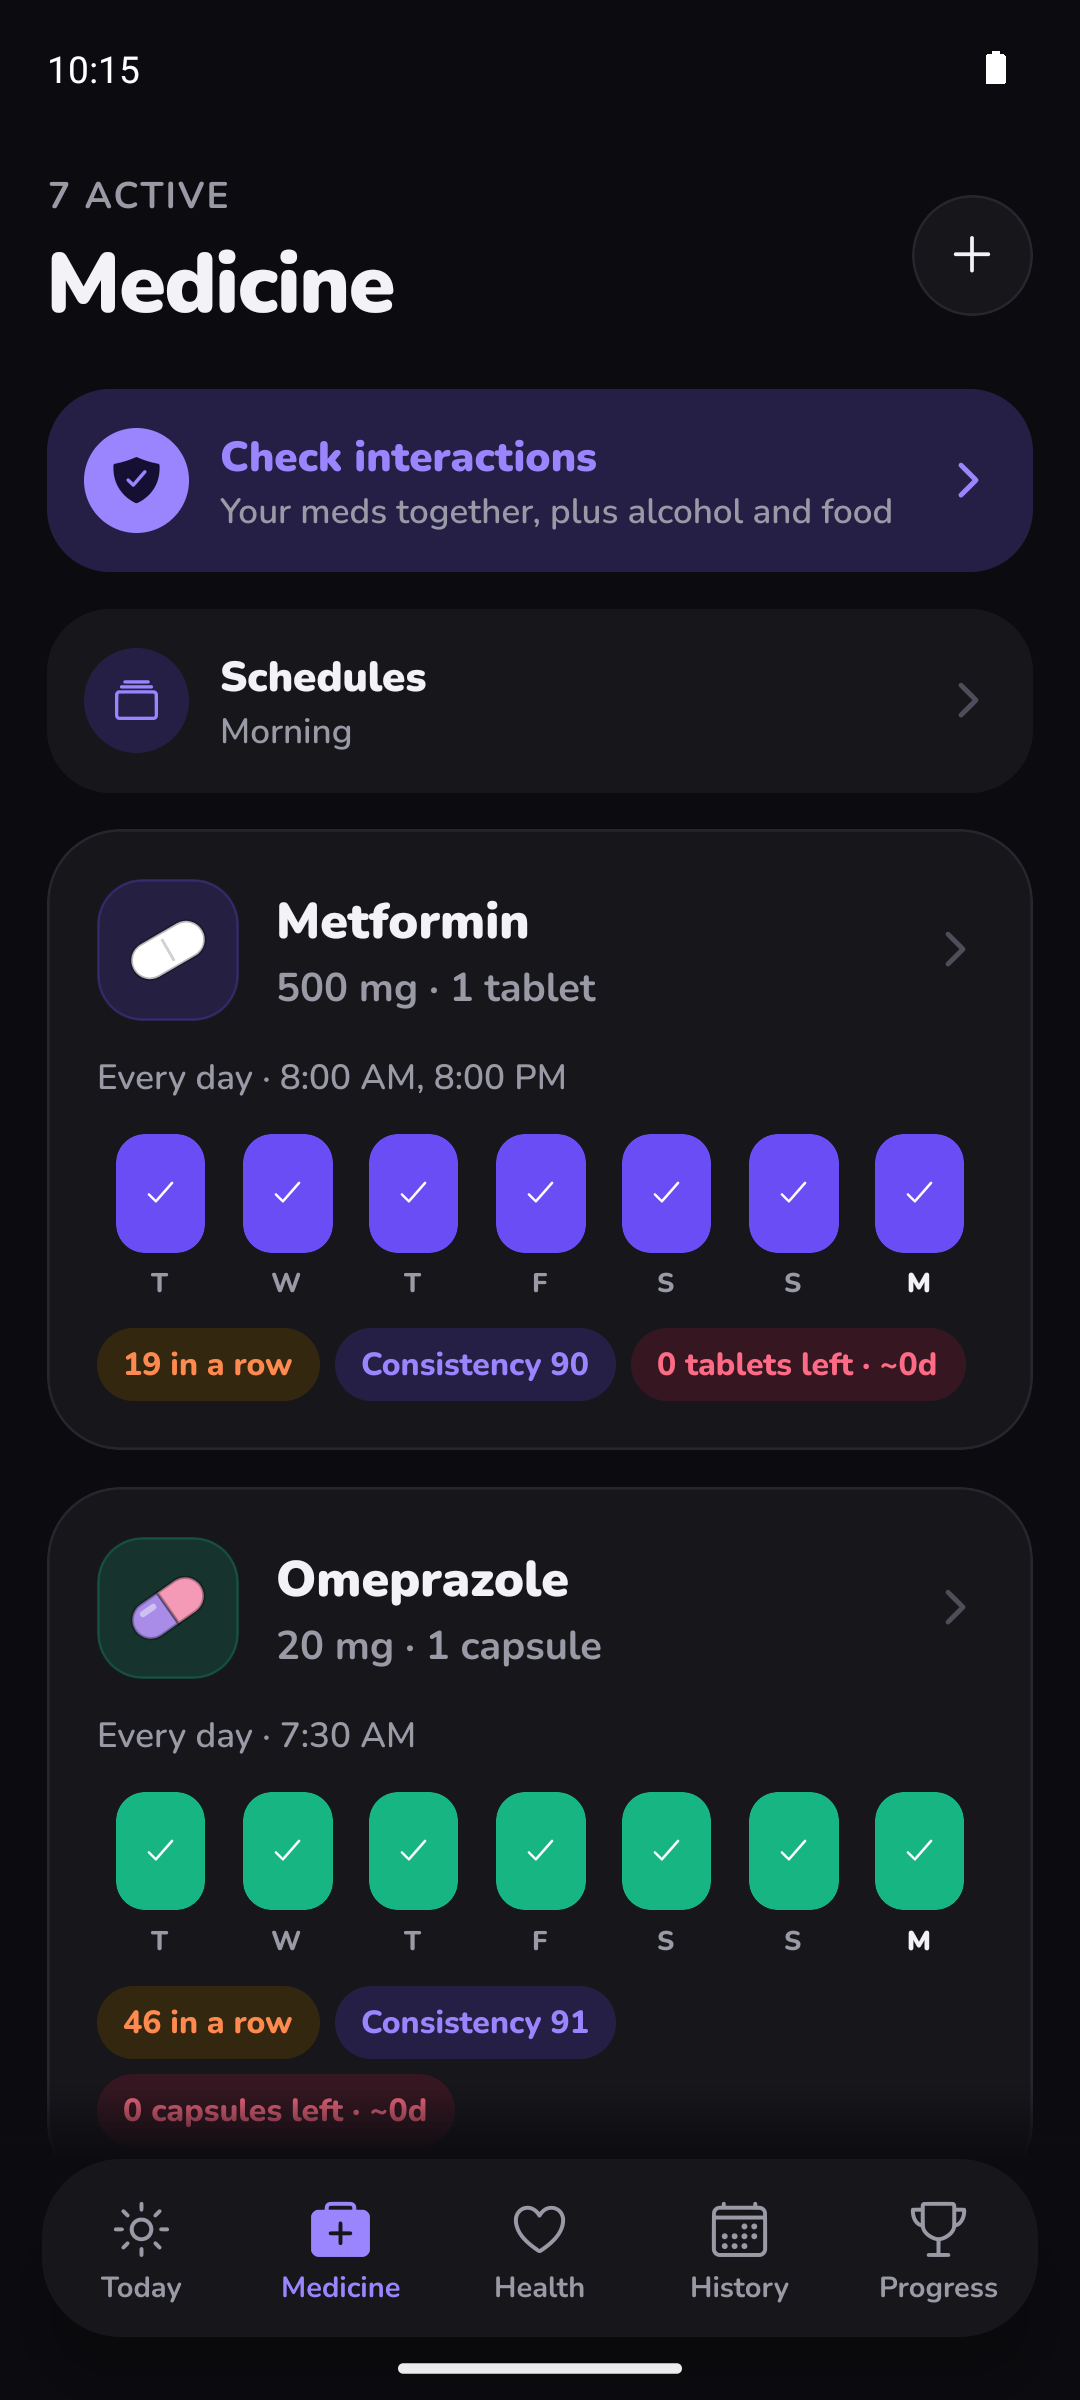 10:15
7 ACTIVE
Medicine
Check interactions
Your meds together, plus alcohol and food
Schedules
Morning
Metformin
500 mg · 1 tablet
Every day · 8:00 AM, 8:00 PM
T W T F S S M
19 in a row Consistency 90 0 tablets left · ~0d
Omeprazole
20 mg · 1 capsule
Every day · 7:30 AM
T W T F S S M
46 in a row Consistency 91
0 capsules left · ~0d
Today Medicine Health History Progress